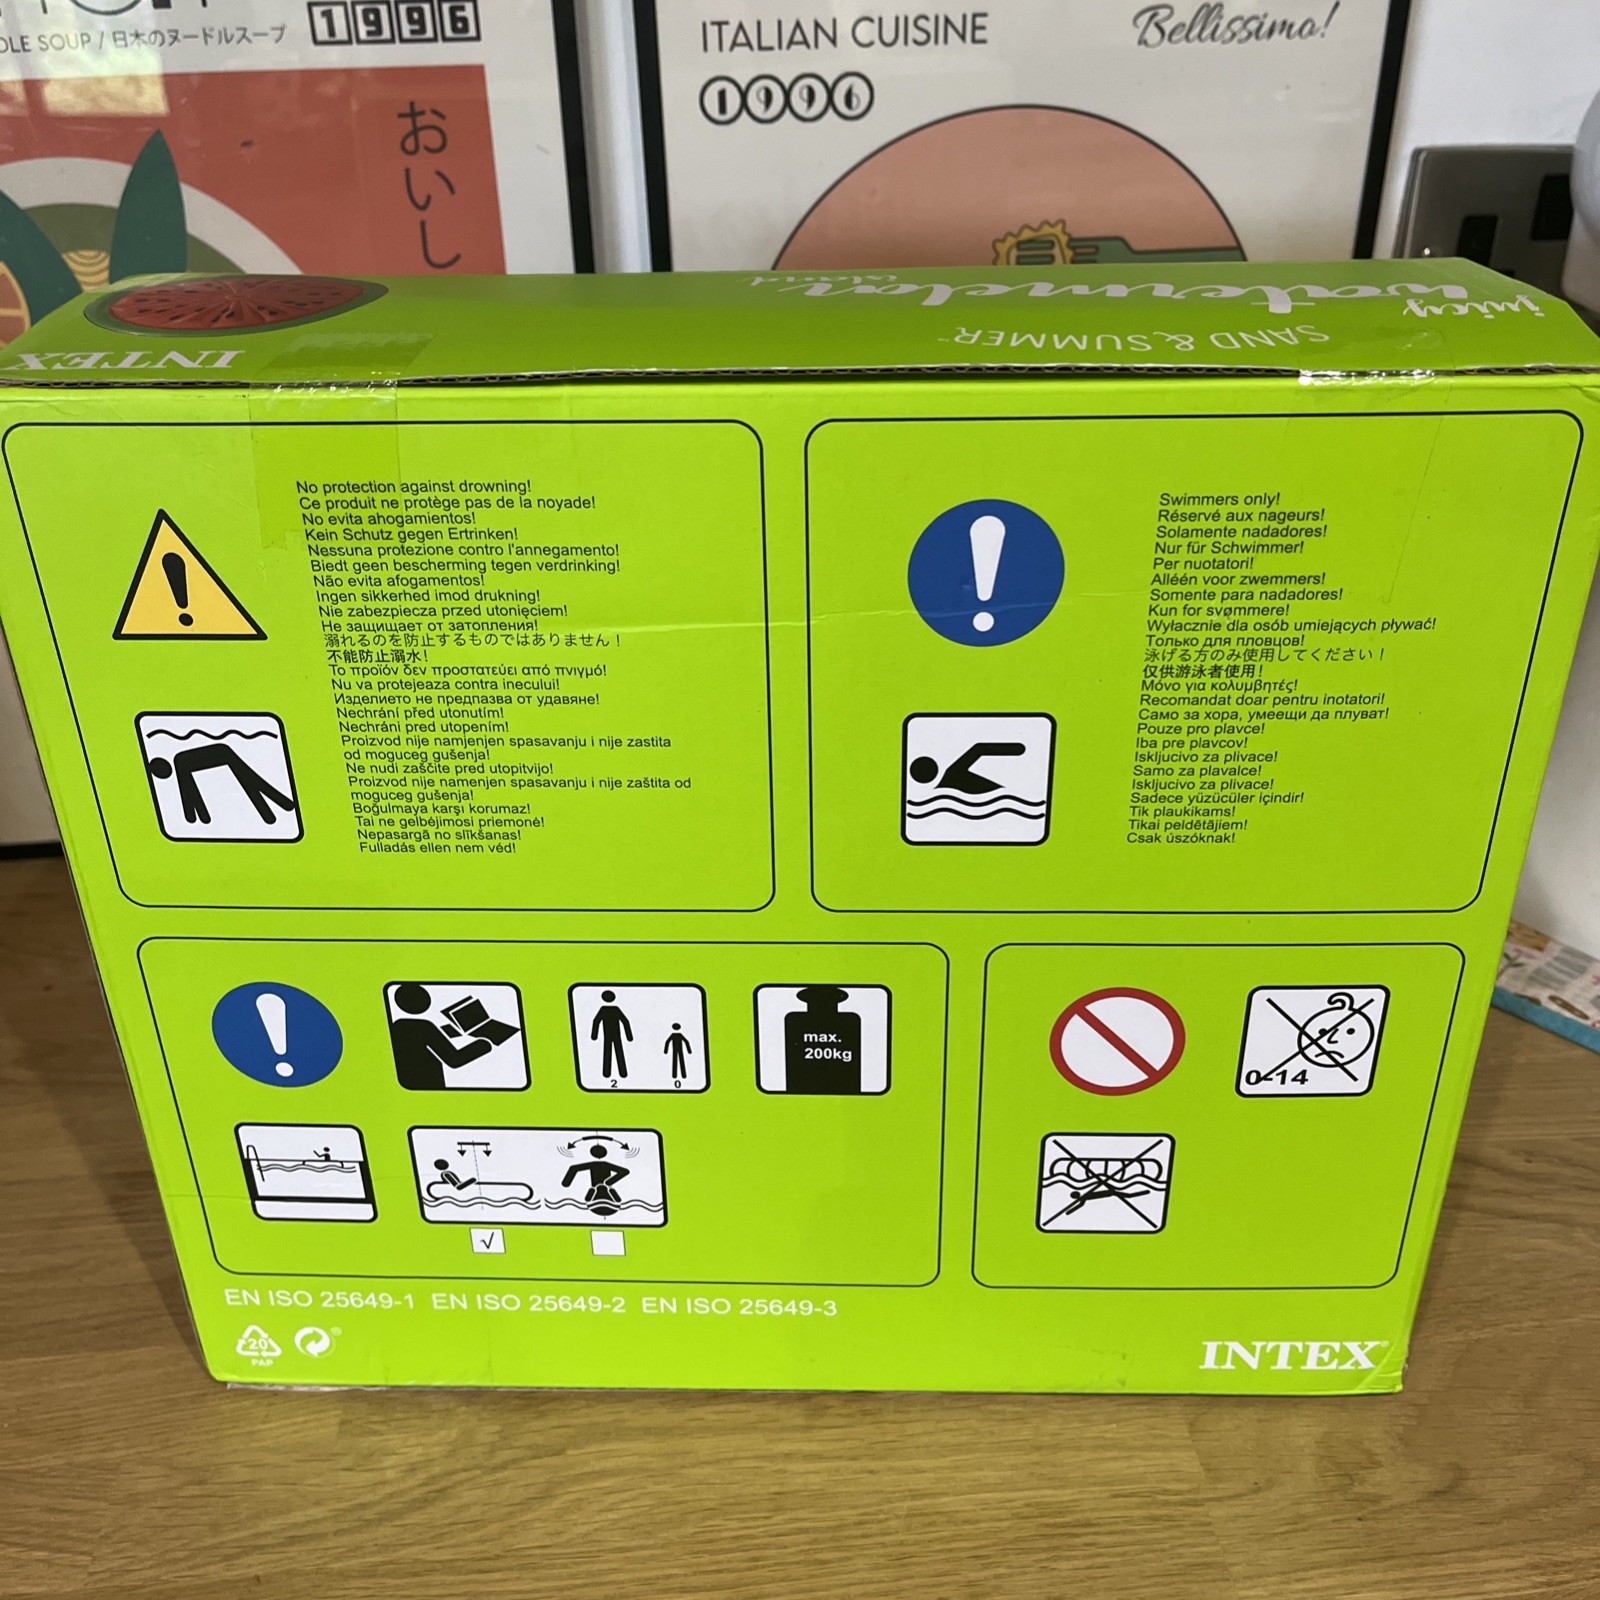 OLE SOUP / 日本のヌードルスープ
1996
おいし
ITALIAN CUISINE
Bellissimo!
1996
juicy
watermelon
island
SAND & SUMMER™
INTEX
No protection against drowning!
Ce produit ne protège pas de la noyade!
No evita ahogamientos!
Kein Schutz gegen Ertrinken!
Nessuna protezione contro l'annegamento!
Biedt geen bescherming tegen verdrinking!
Não evita afogamentos!
Ingen sikkerhed imod drukning!
Nie zabezpiecza przed utonięciem!
Не защищает от затопления!
溺れるのを防止するものではありません！
不能防止溺水!
Το προϊόν δεν προστατεύει από πνιγμό!
Nu va protejeaza contra inecului!
Изделието не предпазва от удавяне!
Nechrání před utonutím!
Nechráni pred utopením!
Proizvod nije namjenjen spasavanju i nije zastita
od moguceg gušenja!
Ne nudi zaščite pred utopitvijo!
Proizvod nije namenjen spasavanju i nije zaštita od
moguceg gušenja!
Boğulmaya karşı korumaz!
Tai ne gelbėjimosi priemonė!
Nepasargā no slīkšanas!
Fulladás ellen nem véd!
Swimmers only!
Réservé aux nageurs!
Solamente nadadores!
Nur für Schwimmer!
Per nuotatori!
Alléén voor zwemmers!
Somente para nadadores!
Kun for svømmere!
Wyłacznie dla osób umiejących pływać!
Только для пловцов!
泳げる方のみ使用してください！
仅供游泳者使用!
Μόνο για κολυμβητές!
Recomandat doar pentru inotatori!
Само за хора, умеещи да плуват!
Pouze pro plavce!
Iba pre plavcov!
Iskljucivo za plivace!
Samo za plavalce!
Iskljucivo za plivace!
Sadece yüzücüler içindir!
Tik plaukikams!
Tikai peldētājiem!
Csak úszóknak!
2 0
max.
200kg
0-14
√
EN ISO 25649-1 EN ISO 25649-2 EN ISO 25649-3
20
PAP
INTEX®